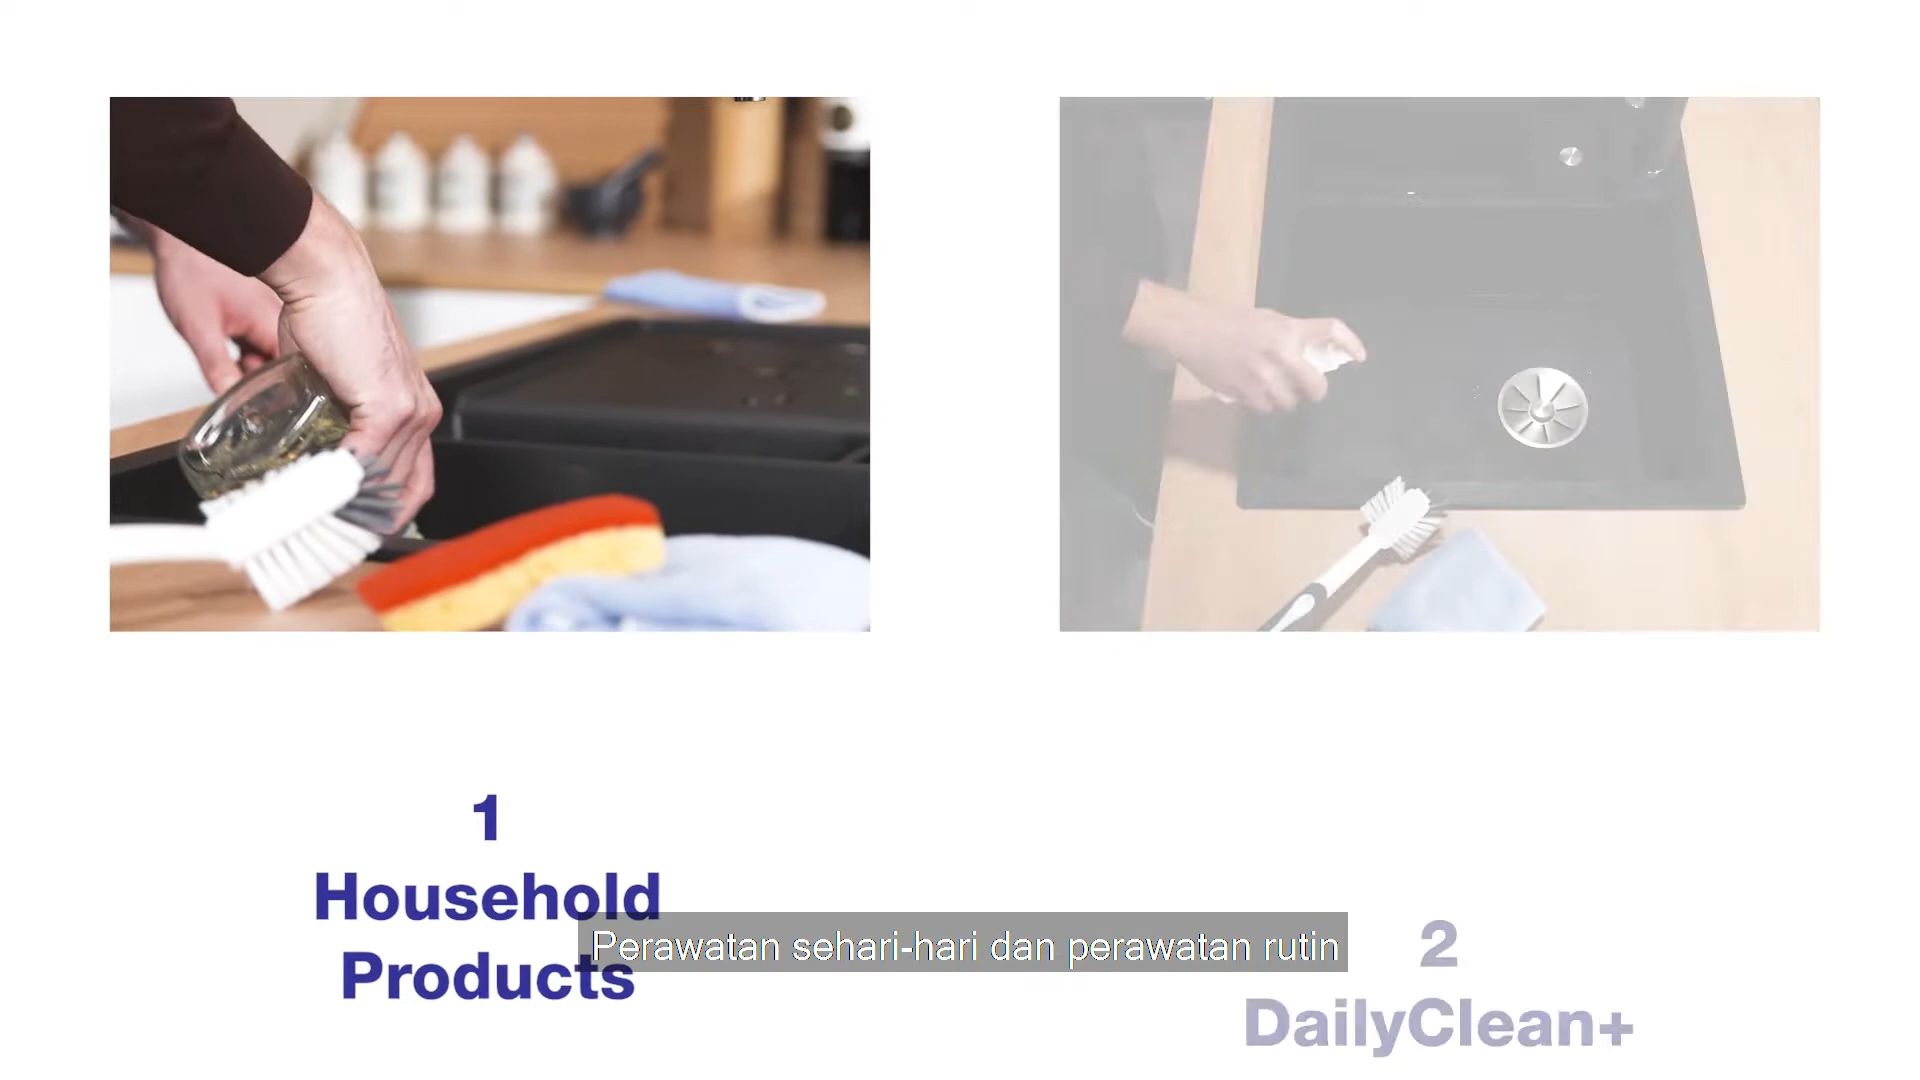 1
Household
Products
Perawatan sehari-hari dan perawatan rutin
2
DailyClean+